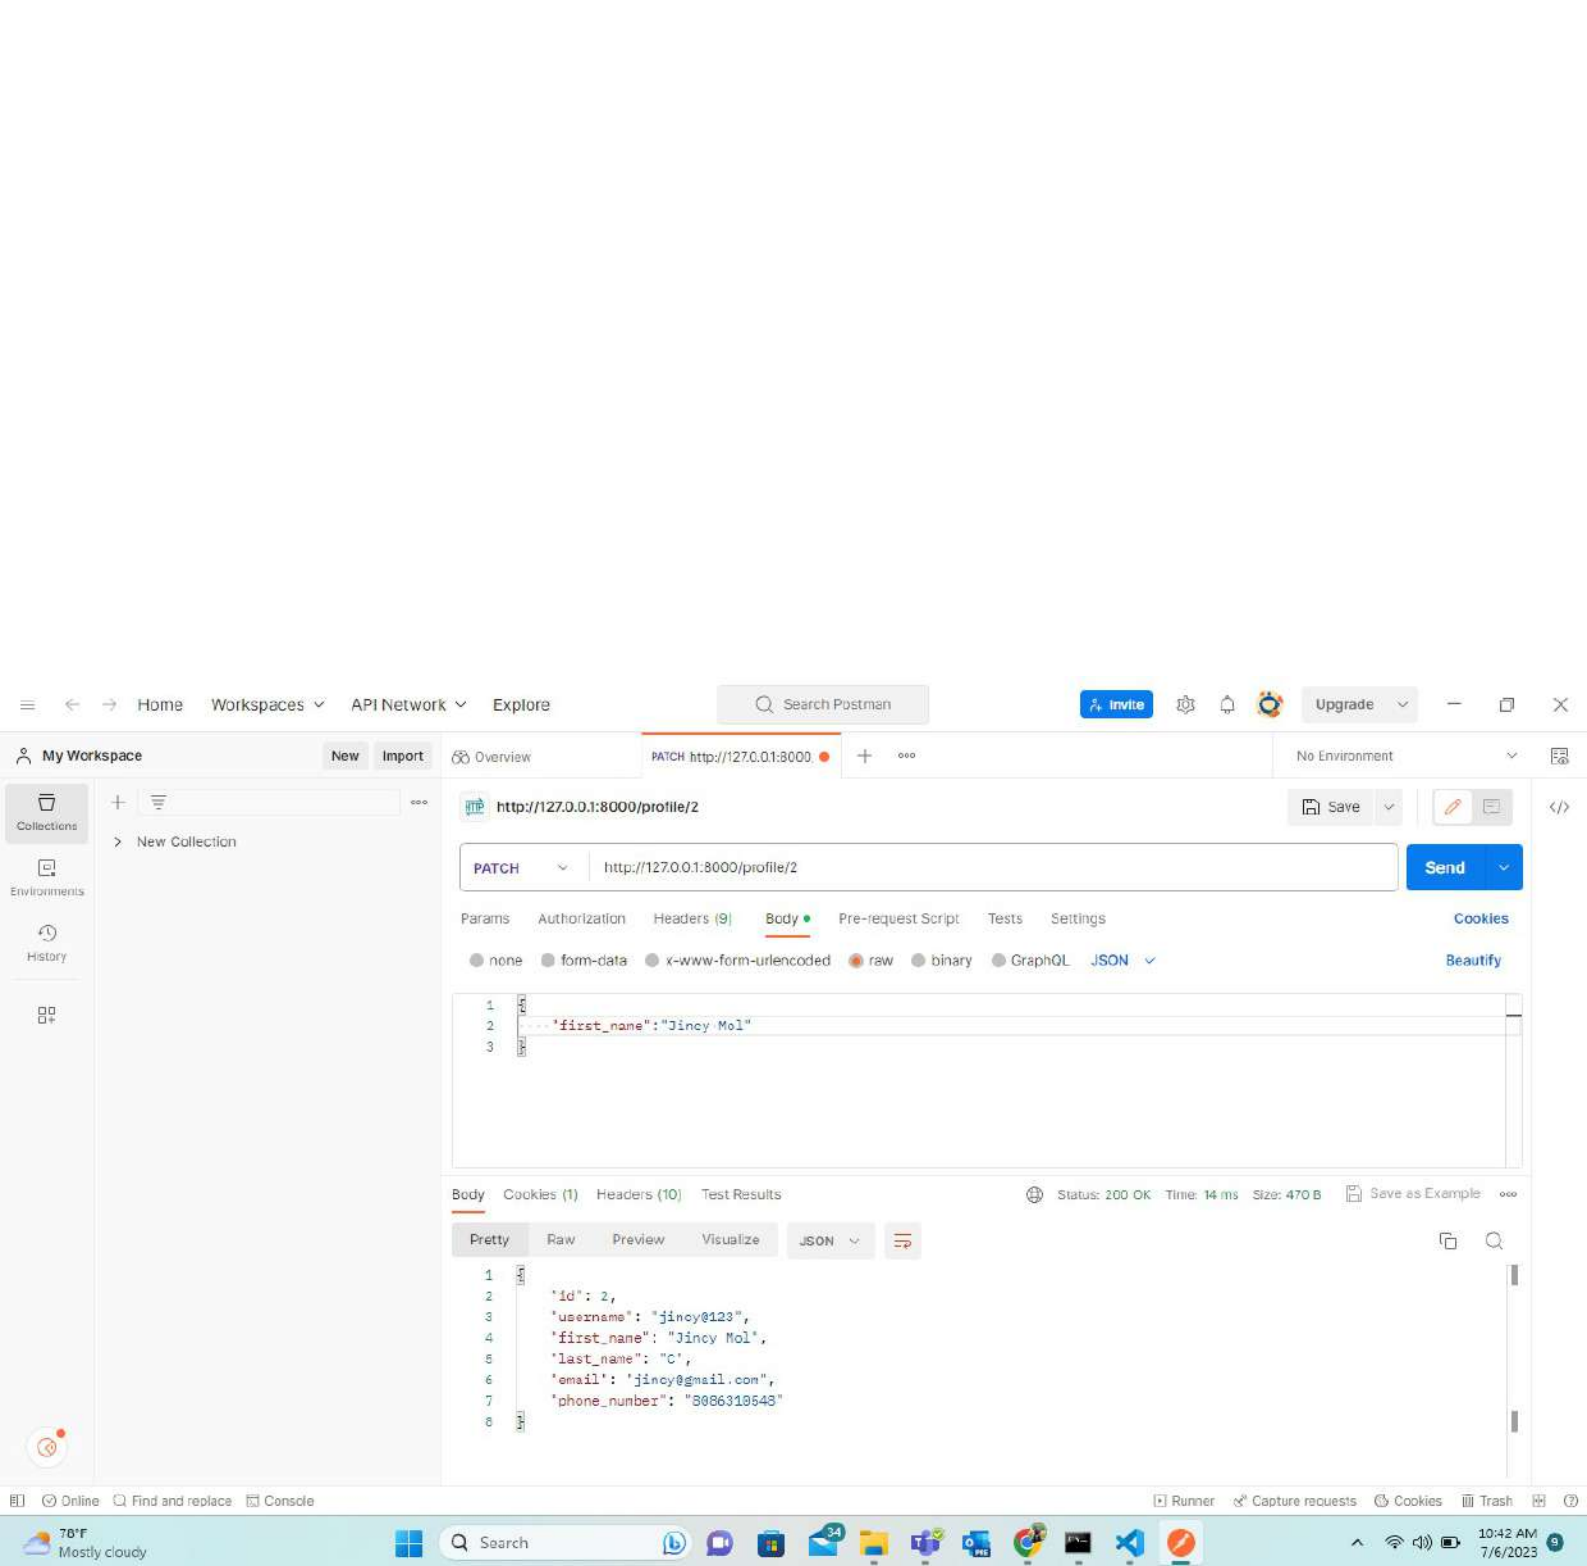 Home Workspaces API Network Explore Search Postman Invite Upgrade
My Workspace New Import Overview PATCH http://127.0.0.1:8000 No Environment
Collections
New Collection
Environments
History
HTTP http://127.0.0.1:8000/profile/2 Save </>
PATCH http://127.0.0.1:8000/profile/2 Send
Params Authorization Headers (9) Body Pre-request Script Tests Settings Cookies
none form-data x-www-form-urlencoded raw binary GraphQL JSON Beautify
1 {
2 "first_name":"Jincy Mol"
3 }
Body Cookies (1) Headers (10) Test Results Status: 200 OK Time: 14 ms Size: 470 B Save as Example
Pretty Raw Preview Visualize JSON
1 {
2 "id": 2,
3 "username": "jincy@123",
4 "first_name": "Jincy Mol",
5 "last_name": "C",
6 "email": "jincy@gmail.com",
7 "phone_number": "8086310548"
8 }
Online Find and replace Console Runner Capture requests Cookies Trash
78°F
Mostly cloudy
Search
34
10:42 AM
7/6/2023
9